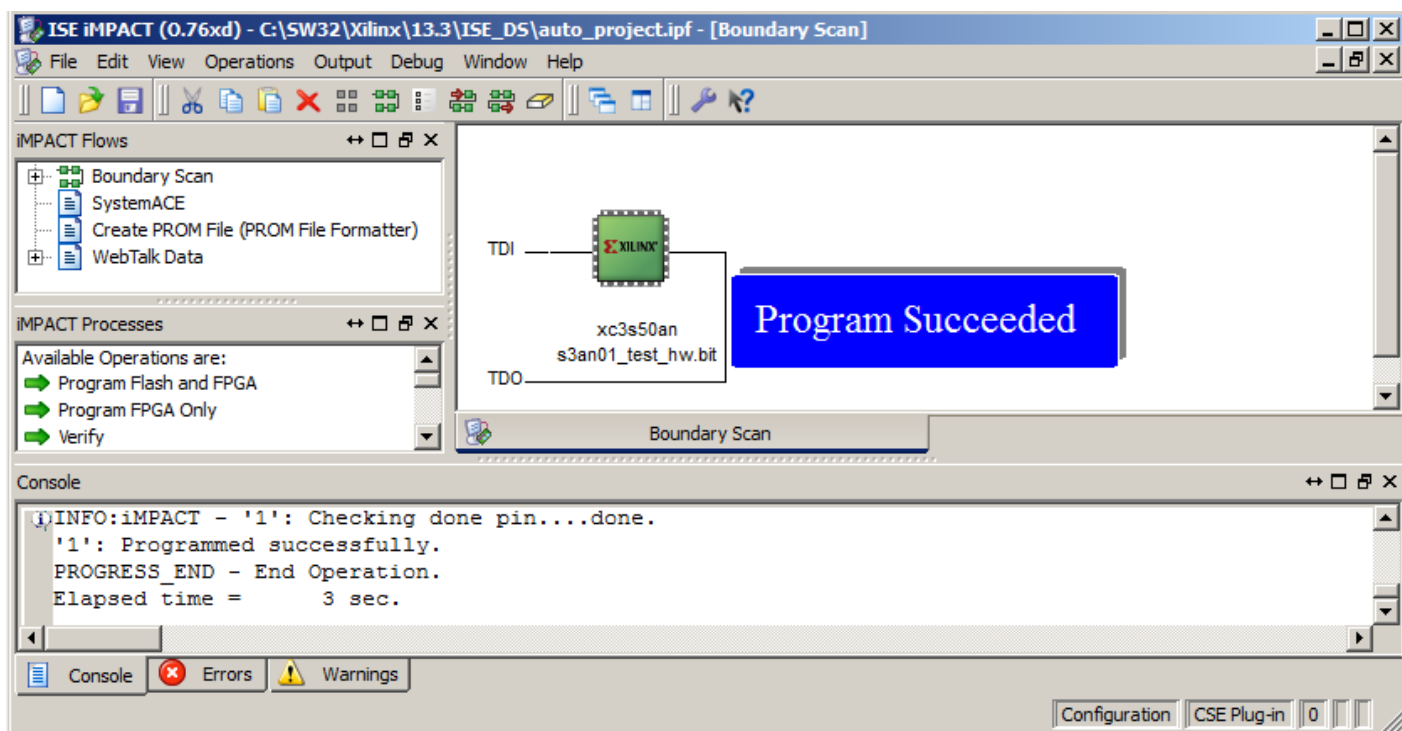 ISE iMPACT (0.76xd) - C:\SW32\Xilinx\13.3\ISE_DS\auto_project.ipf - [Boundary Scan]
File Edit View Operations Output Debug Window Help
iMPACT Flows
Boundary Scan
SystemACE
Create PROM File (PROM File Formatter)
WebTalk Data
iMPACT Processes
Available Operations are:
Program Flash and FPGA
Program FPGA Only
Verify
TDI
XILINX
xc3s50an
s3an01_test_hw.bit
TDO
Program Succeeded
Boundary Scan
Console
INFO:iMPACT - '1': Checking done pin....done.
'1': Programmed successfully.
PROGRESS_END - End Operation.
Elapsed time =      3 sec.
Console Errors Warnings
Configuration CSE Plug-in 0